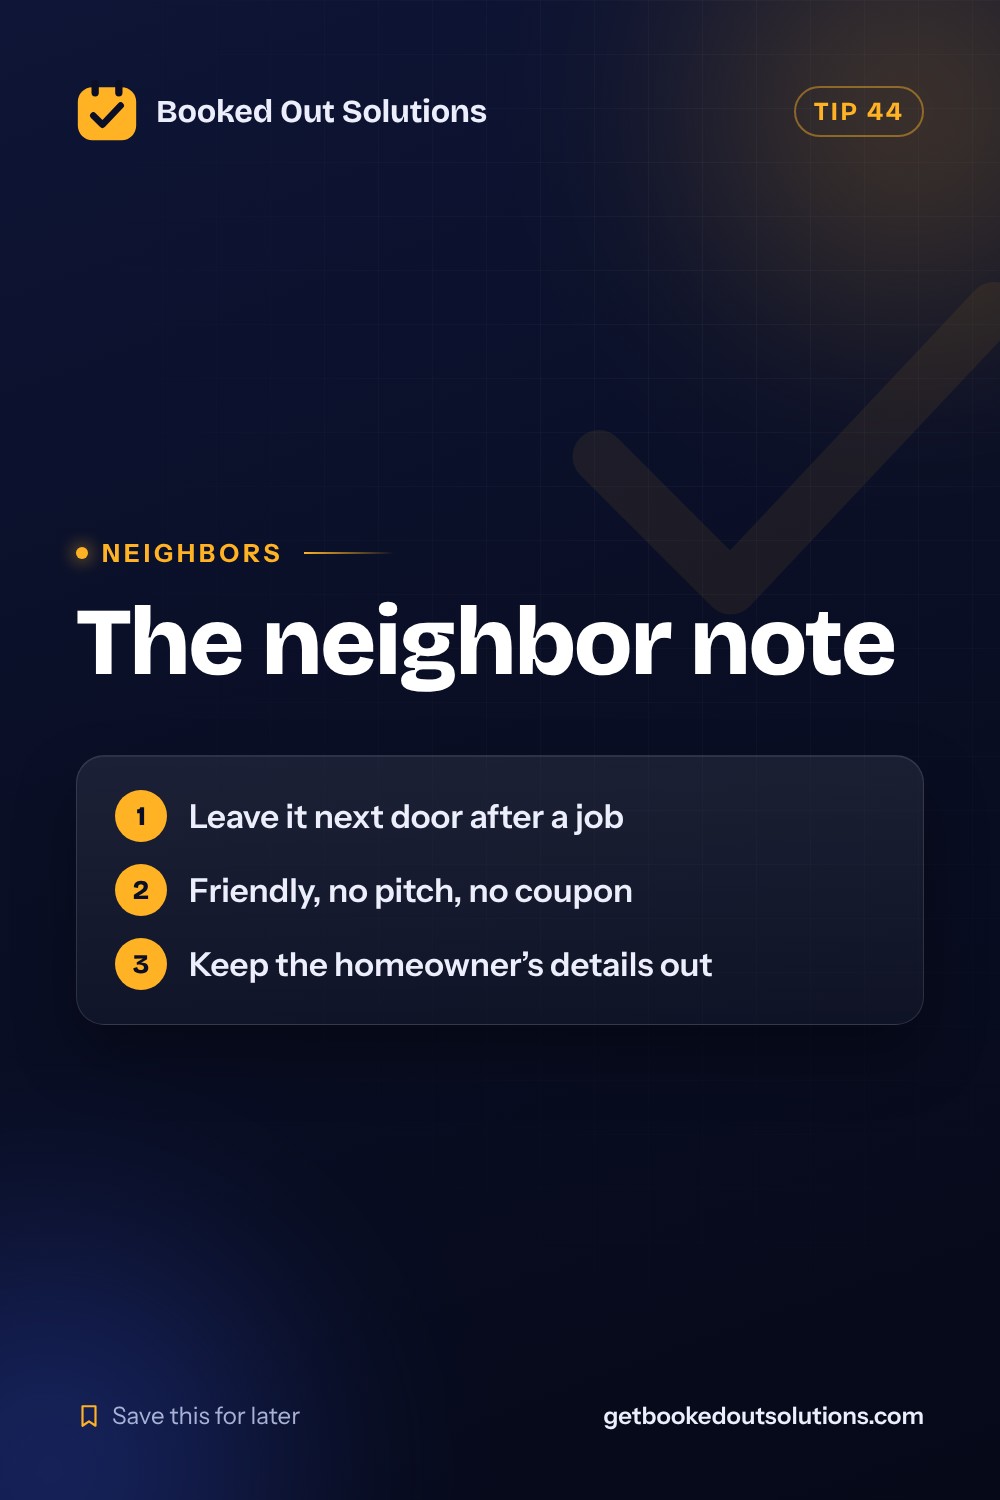 Booked Out Solutions
TIP 44
NEIGHBORS
The neighbor note
1 Leave it next door after a job
2 Friendly, no pitch, no coupon
3 Keep the homeowner’s details out
Save this for later
getbookedoutsolutions.com